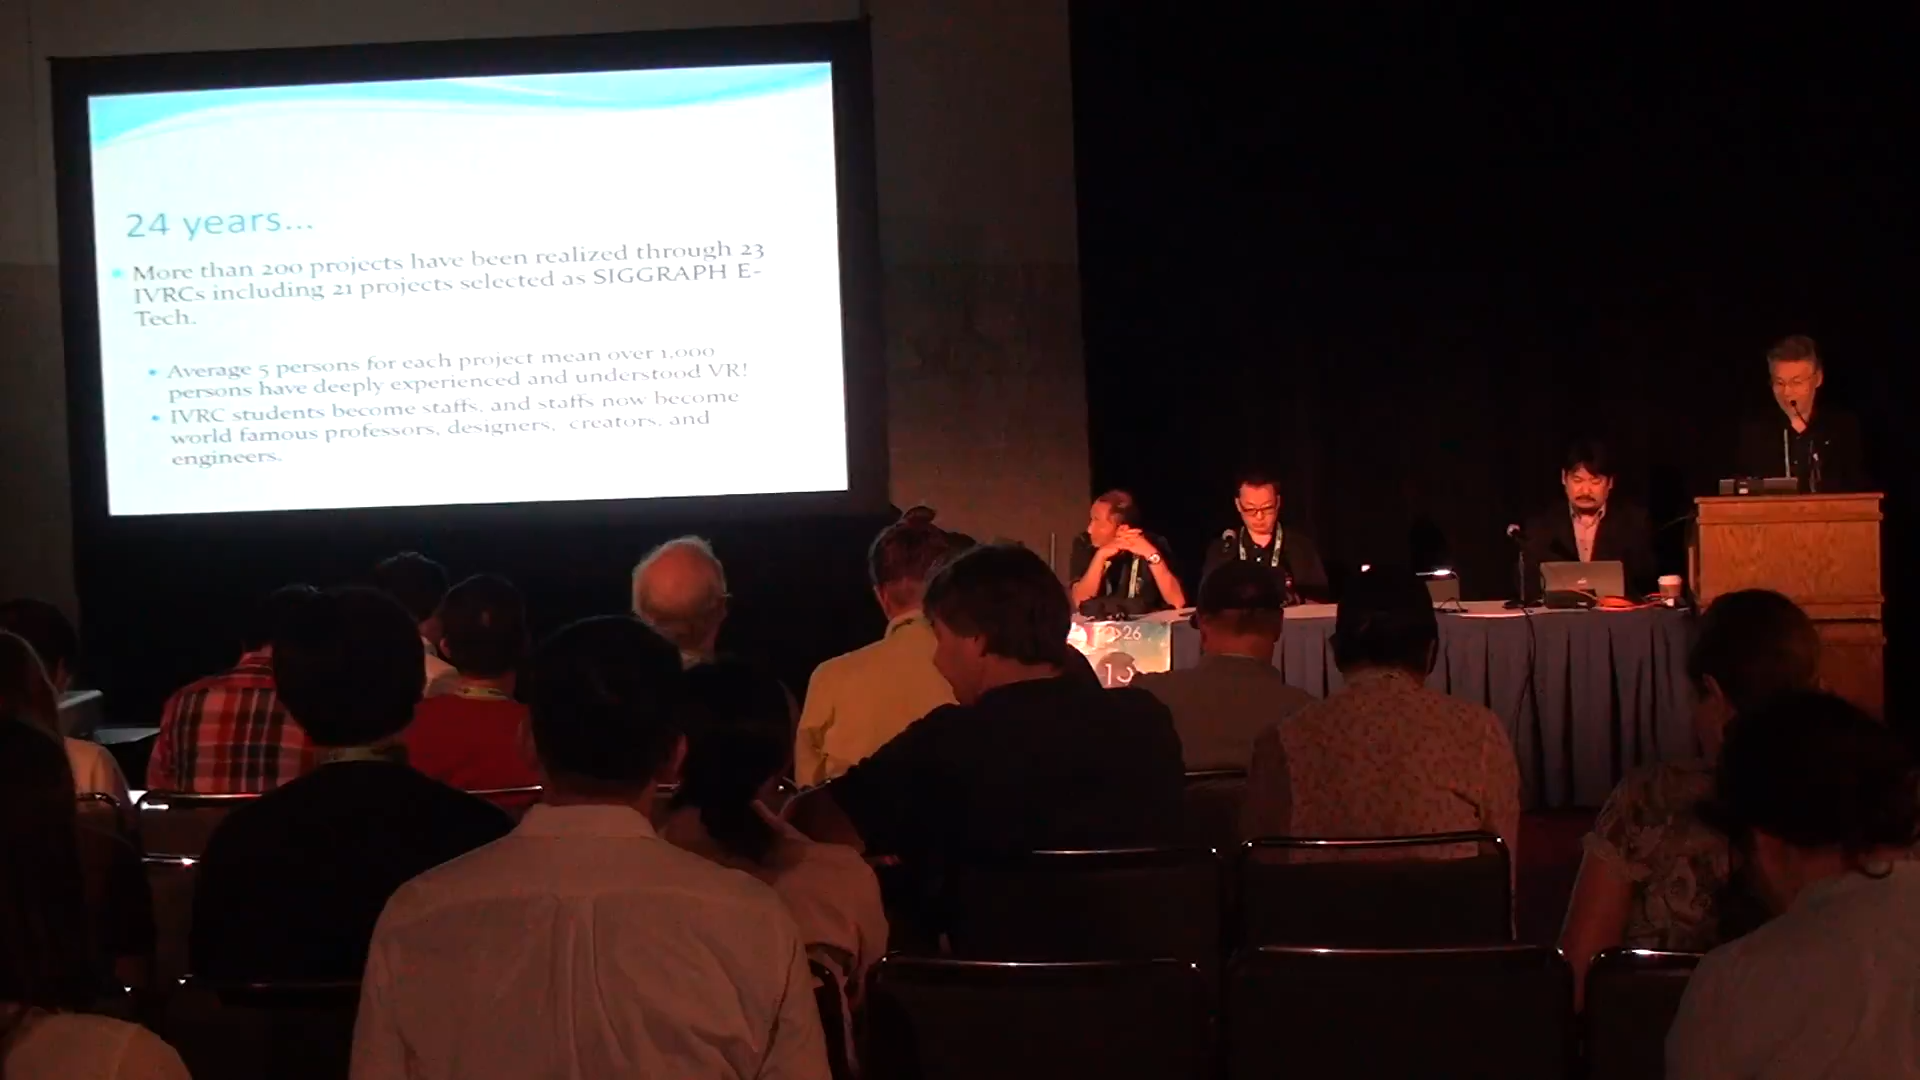 24 years...
More than 200 projects have been realized through 23
IVRCs including 21 projects selected as SIGGRAPH E-
Tech.
Average 5 persons for each project mean over 1,000
persons have deeply experienced and understood VR!
IVRC students become staffs, and staffs now become
world famous professors, designers, creators, and
engineers.